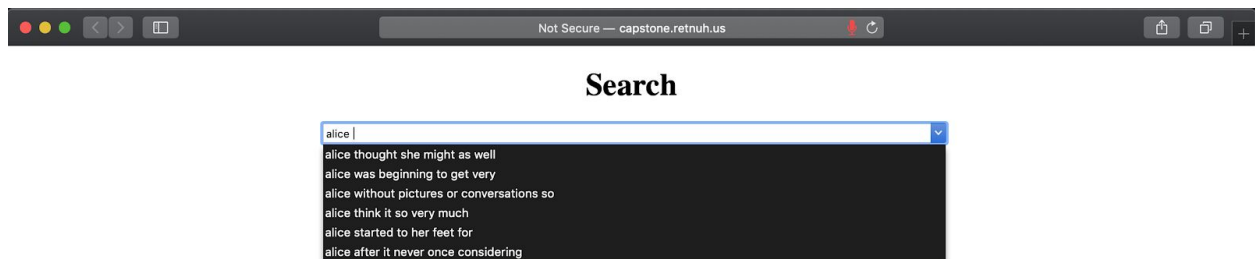 Not Secure — capstone.retnuh.us
Search
alice
alice thought she might as well
alice was beginning to get very
alice without pictures or conversations so
alice think it so very much
alice started to her feet for
alice after it never once considering